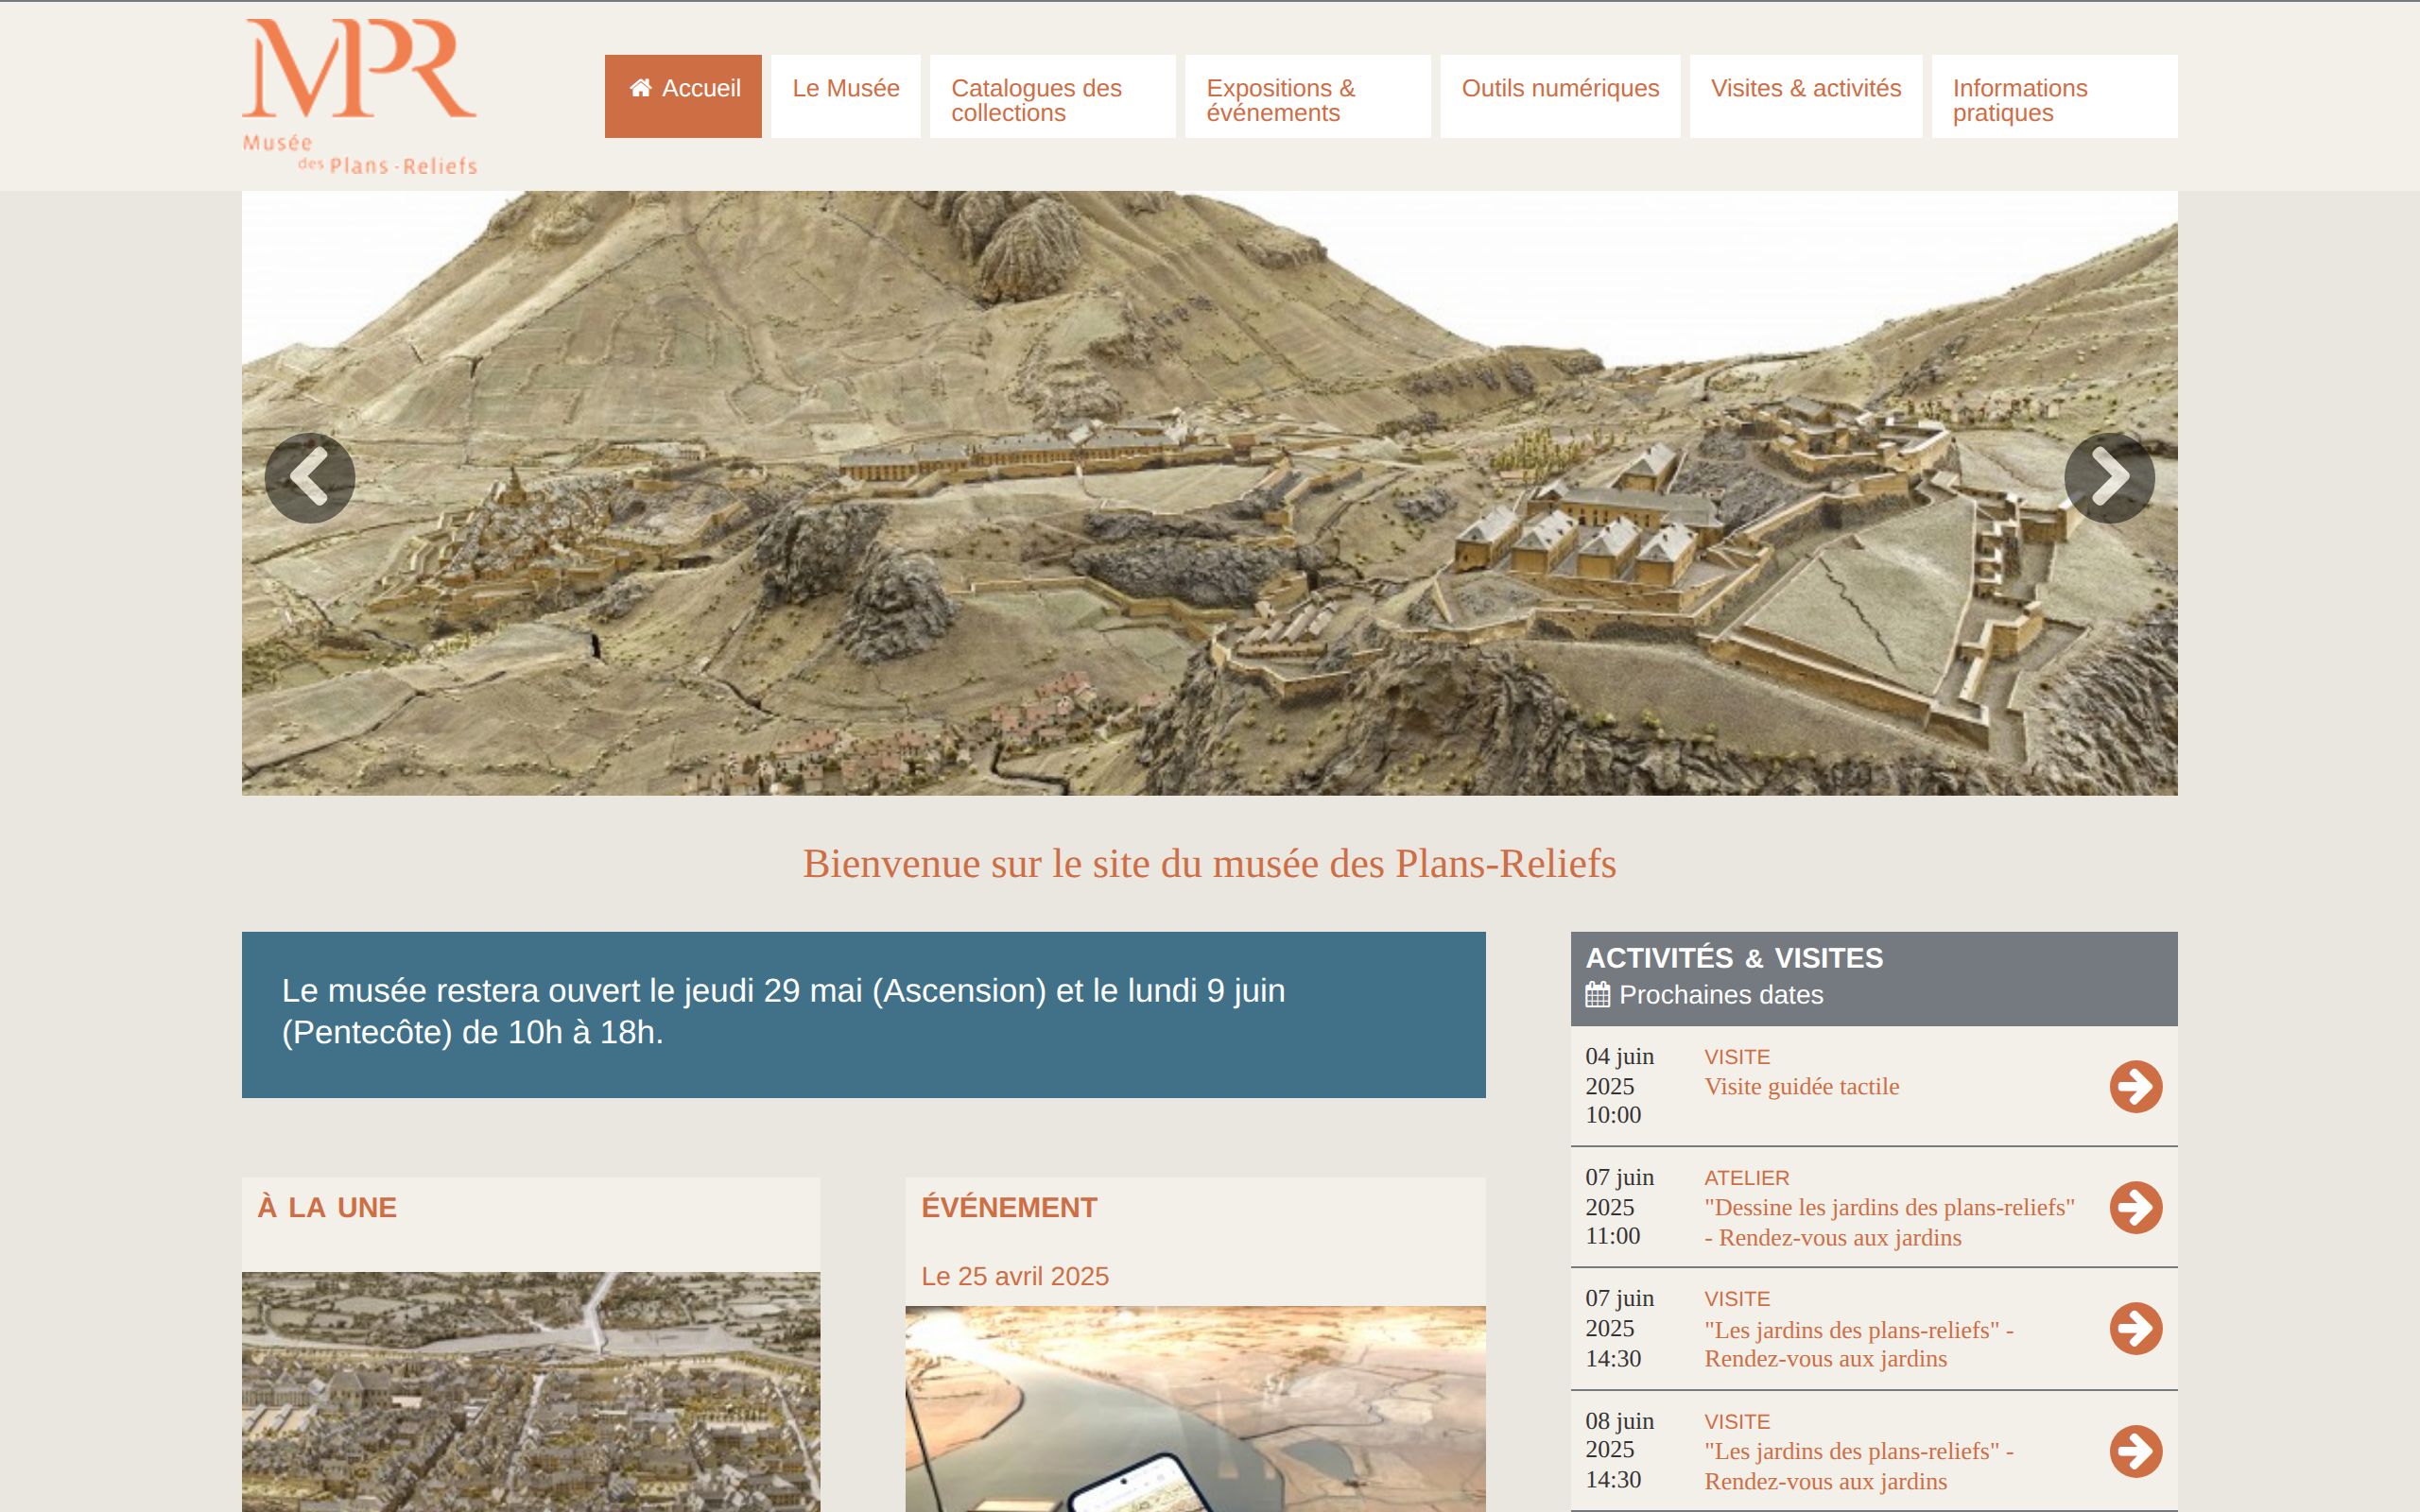 MPR
Musée
des Plans-Reliefs
Accueil
Le Musée
Catalogues des
collections
Expositions &
événements
Outils numériques
Visites & activités
Informations
pratiques
Bienvenue sur le site du musée des Plans-Reliefs
Le musée restera ouvert le jeudi 29 mai (Ascension) et le lundi 9 juin
(Pentecôte) de 10h à 18h.
À LA UNE
ÉVÉNEMENT
Le 25 avril 2025
ACTIVITÉS & VISITES
Prochaines dates
04 juin
2025
10:00
VISITE
Visite guidée tactile
07 juin
2025
11:00
ATELIER
"Dessine les jardins des plans-reliefs"
- Rendez-vous aux jardins
07 juin
2025
14:30
VISITE
"Les jardins des plans-reliefs" -
Rendez-vous aux jardins
08 juin
2025
14:30
VISITE
"Les jardins des plans-reliefs" -
Rendez-vous aux jardins